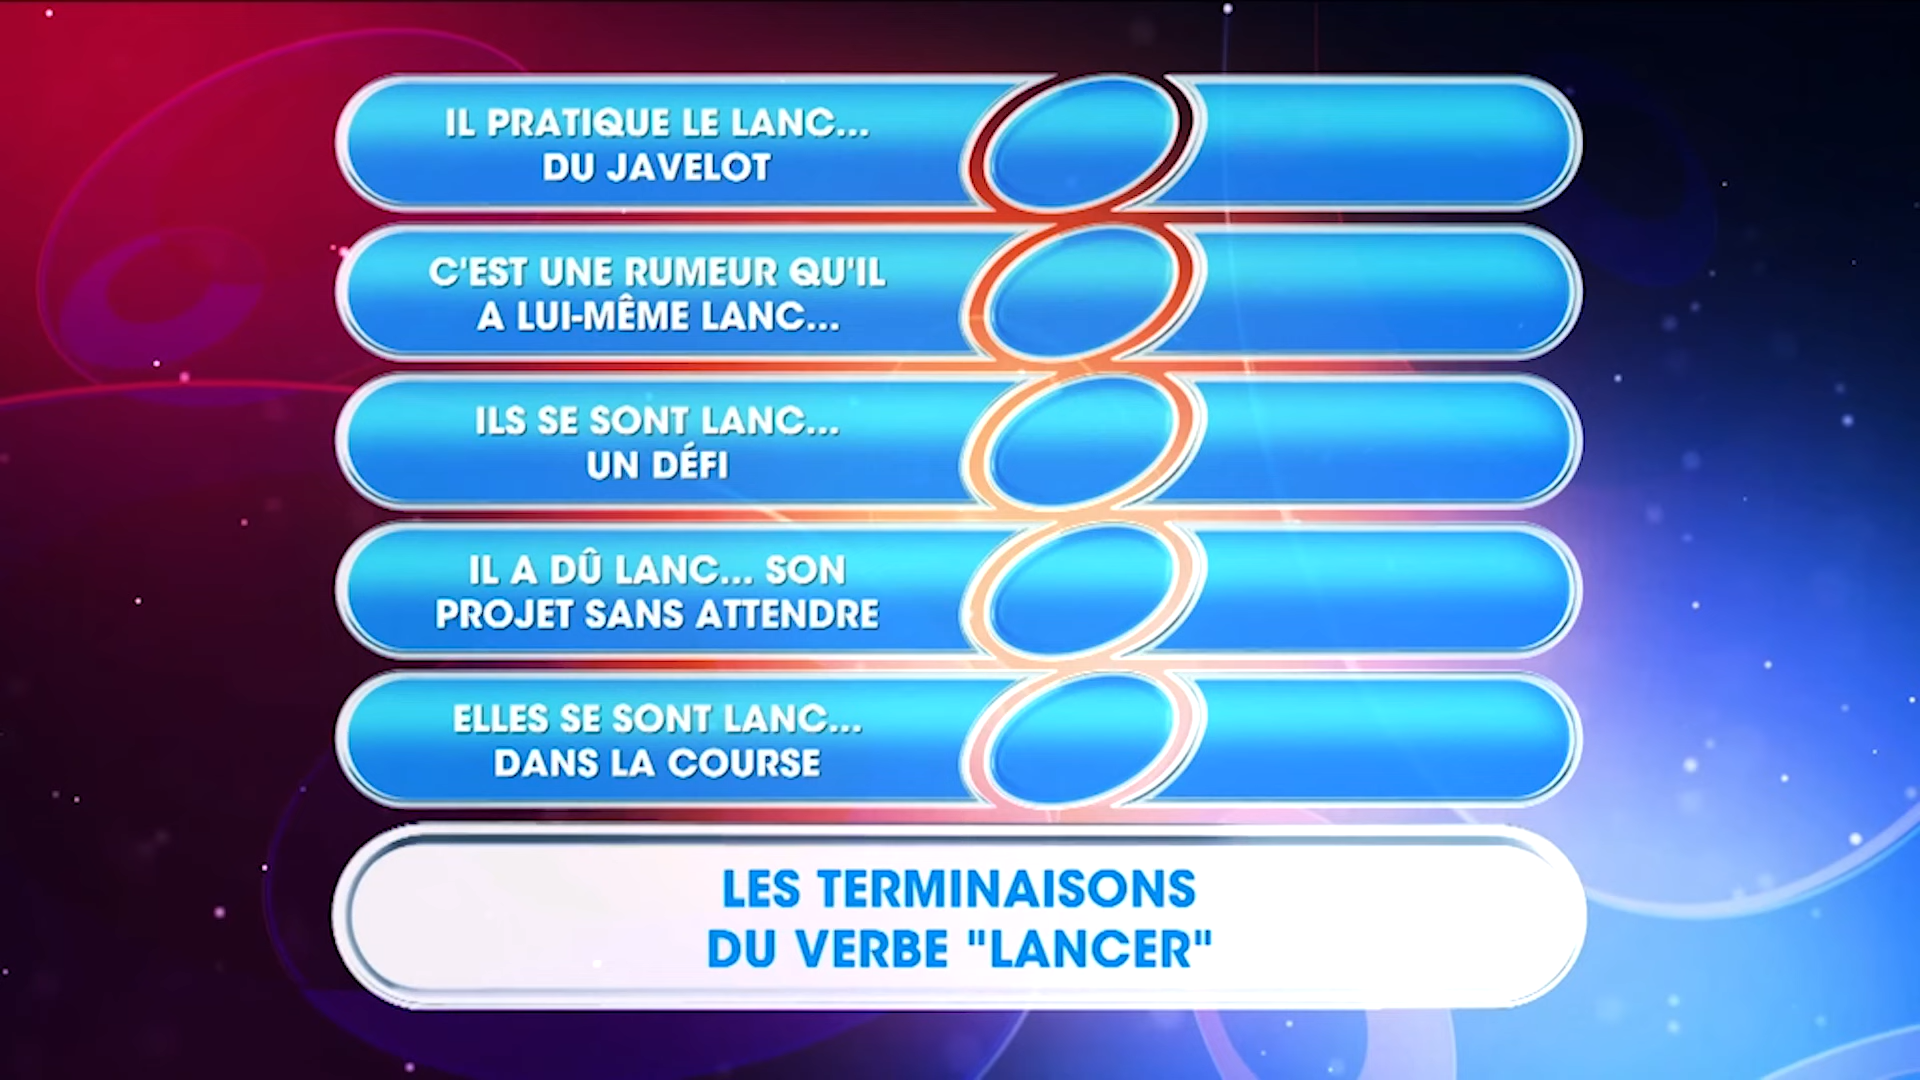 IL PRATIQUE LE LANC...
DU JAVELOT
C'EST UNE RUMEUR QU'IL
A LUI-MÊME LANC...
ILS SE SONT LANC...
UN DÉFI
IL A DÛ LANC... SON
PROJET SANS ATTENDRE
ELLES SE SONT LANC...
DANS LA COURSE
LES TERMINAISONS
DU VERBE "LANCER"